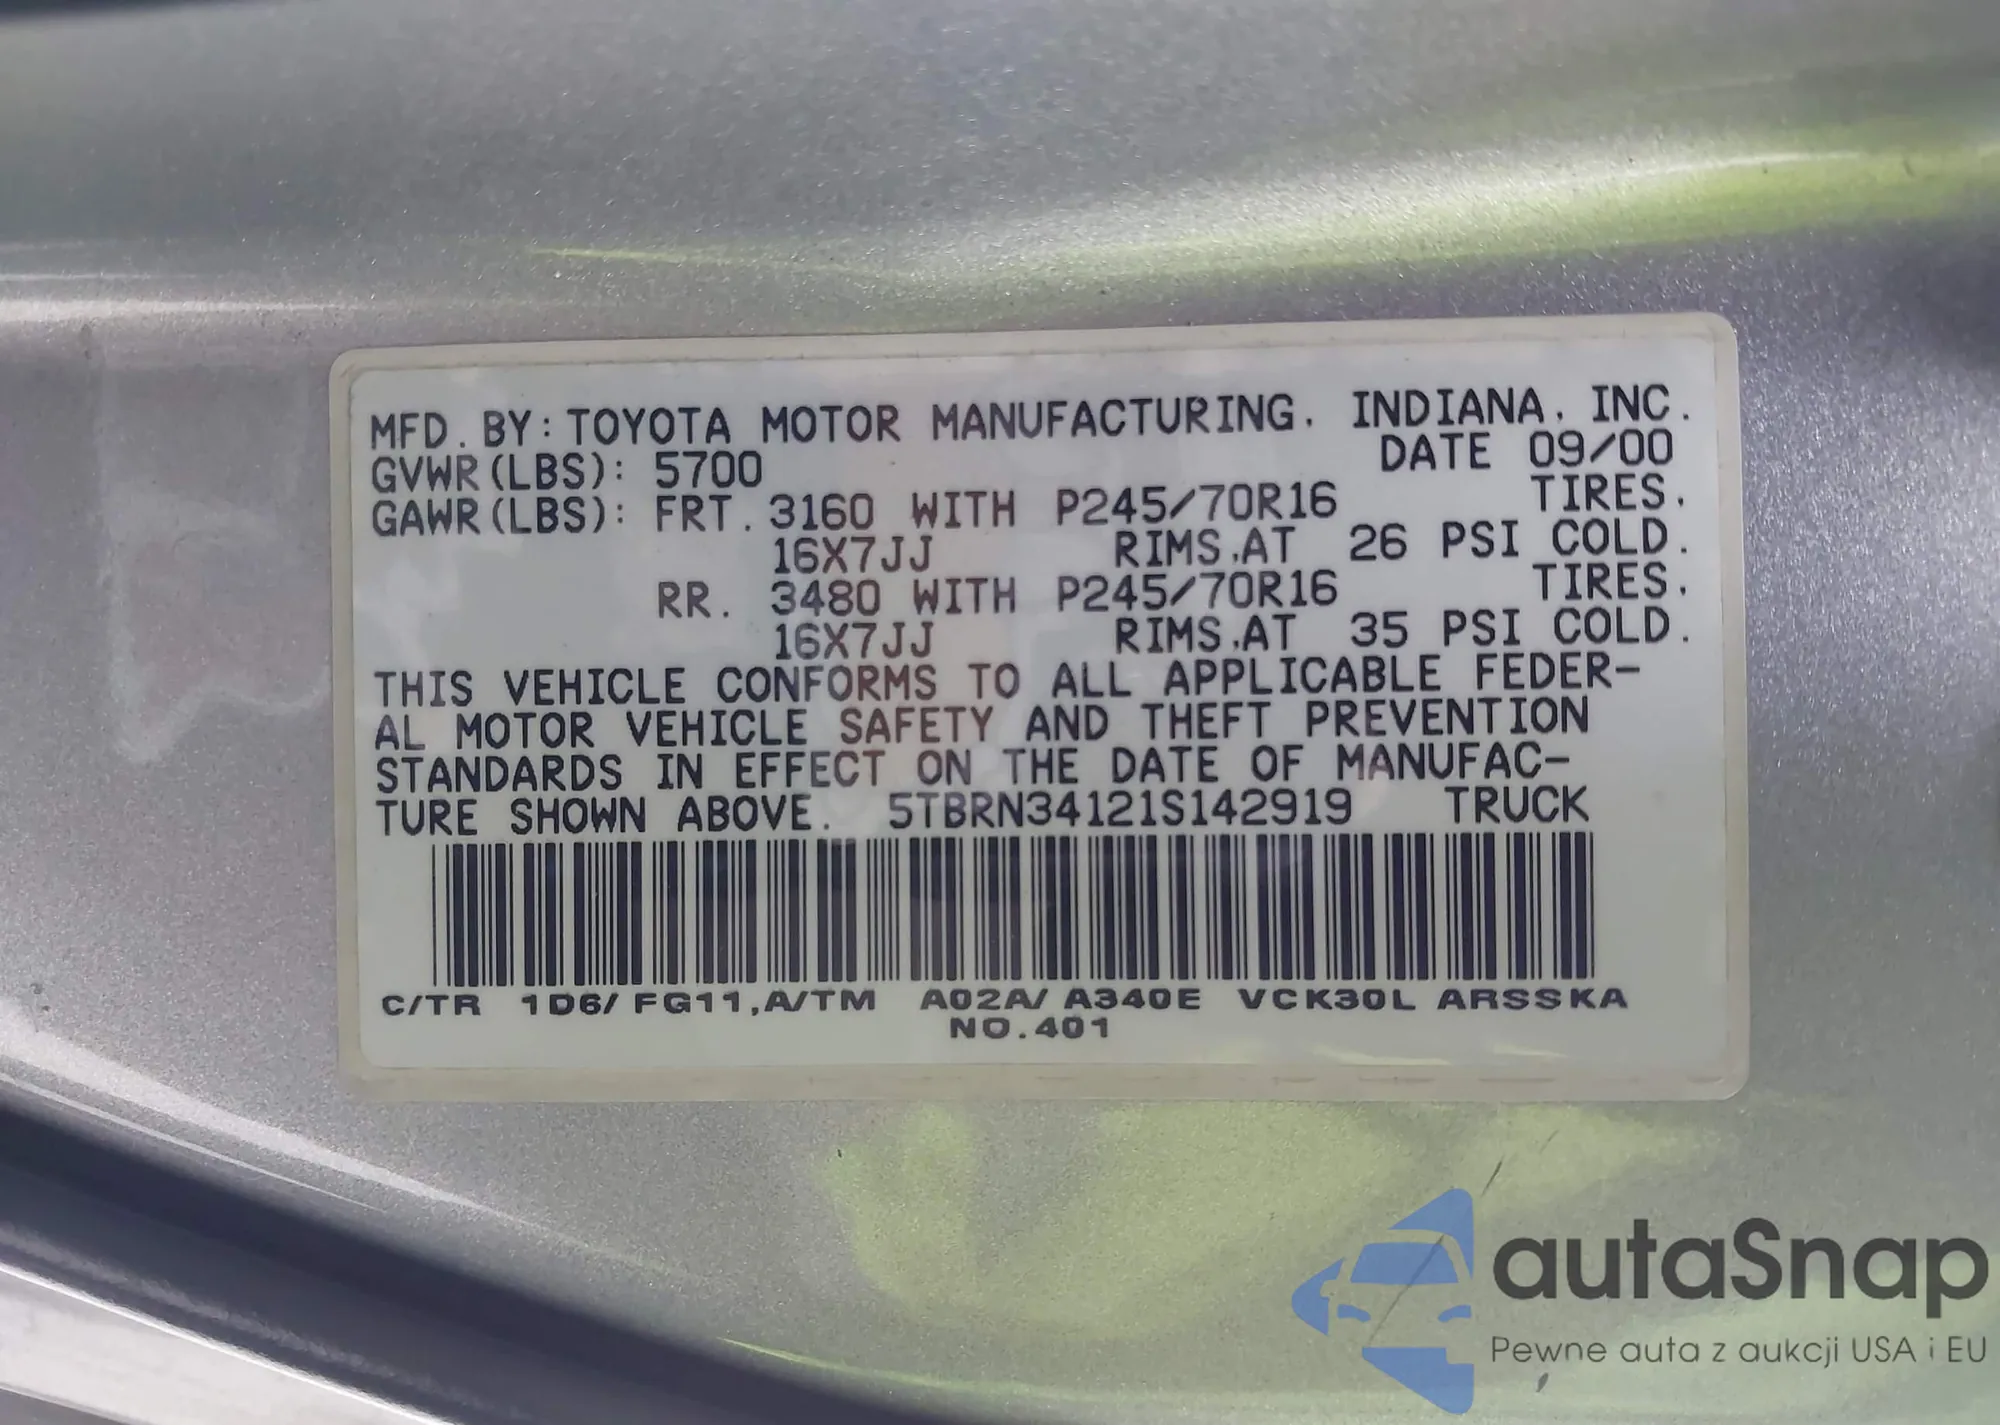 MFD. BY: TOYOTA MOTOR MANUFACTURING, INDIANA, INC.
GVWR(LBS): 5700 DATE 09/00
GAWR(LBS): FRT. 3160 WITH P245/70R16 TIRES.
16X7JJ RIMS,AT 26 PSI COLD.
RR. 3480 WITH P245/70R16 TIRES.
16X7JJ RIMS,AT 35 PSI COLD.
THIS VEHICLE CONFORMS TO ALL APPLICABLE FEDER-
AL MOTOR VEHICLE SAFETY AND THEFT PREVENTION
STANDARDS IN EFFECT ON THE DATE OF MANUFAC-
TURE SHOWN ABOVE. 5TBRN34121S142919 TRUCK
C/TR 1D6/ FG11,A/TM A02A/ A340E VCK30L ARSSKA
NO.401
autaSnap
Pewne auta z aukcji USA i EU